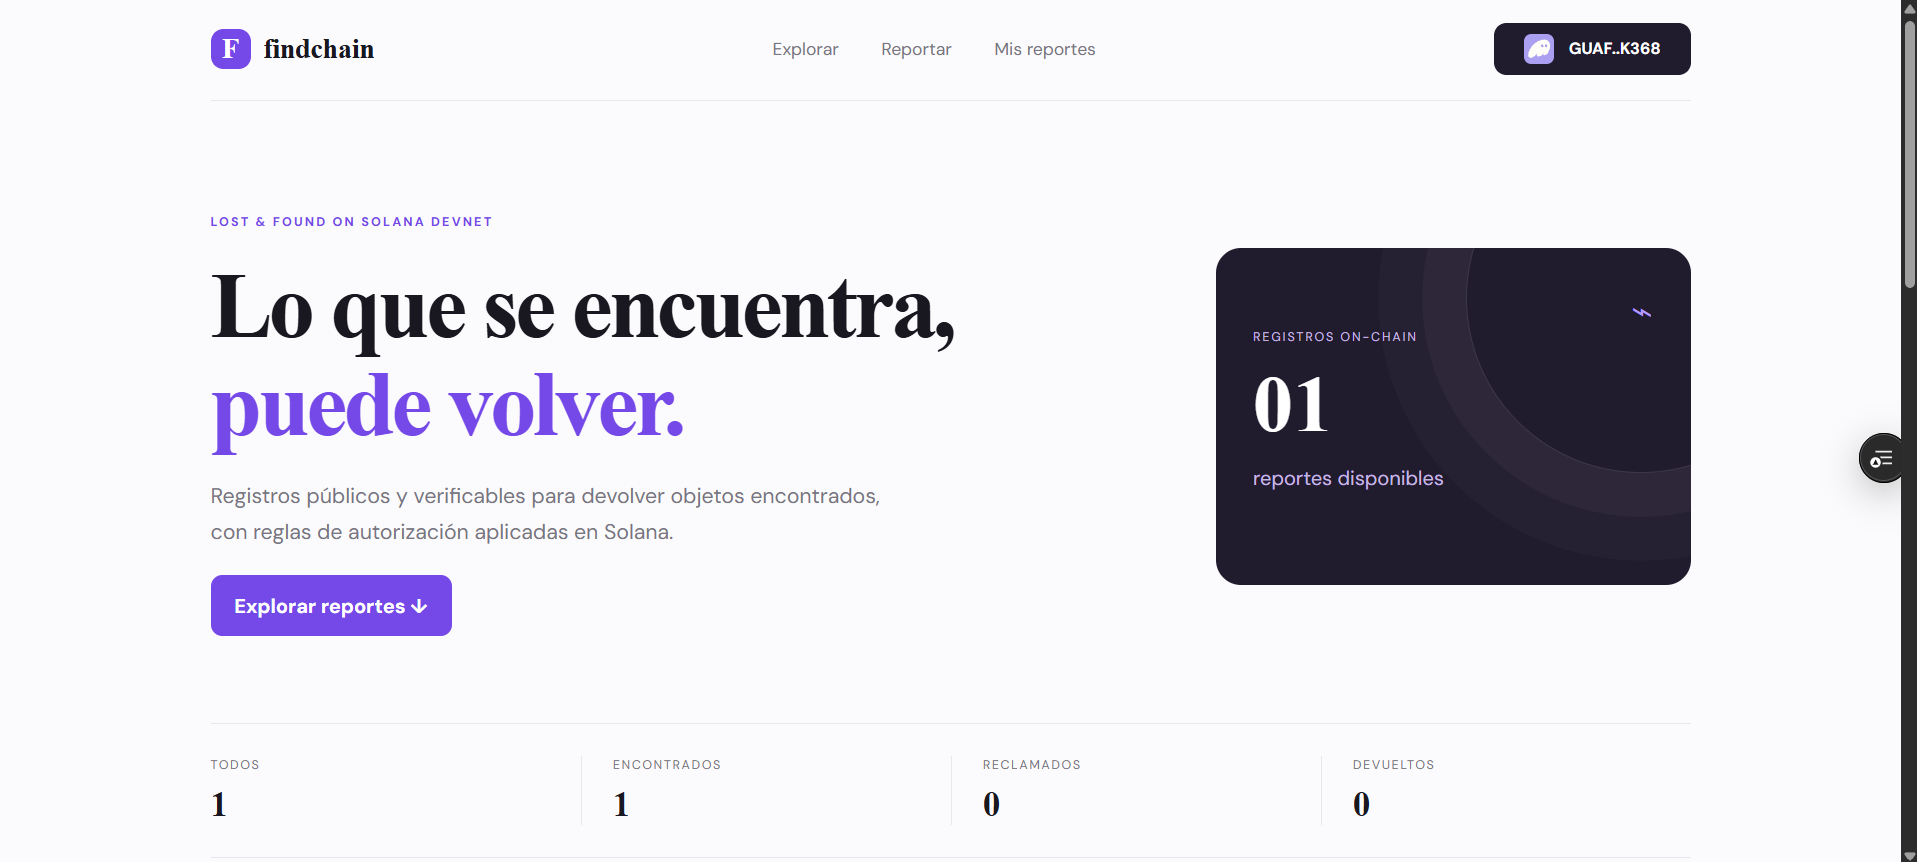 F findchain
Explorar
Reportar
Mis reportes
GUAF..K368
LOST & FOUND ON SOLANA DEVNET
Lo que se encuentra,
puede volver.
Registros públicos y verificables para devolver objetos encontrados,
con reglas de autorización aplicadas en Solana.
Explorar reportes ↓
REGISTROS ON-CHAIN
01
reportes disponibles
TODOS
1
ENCONTRADOS
1
RECLAMADOS
0
DEVUELTOS
0